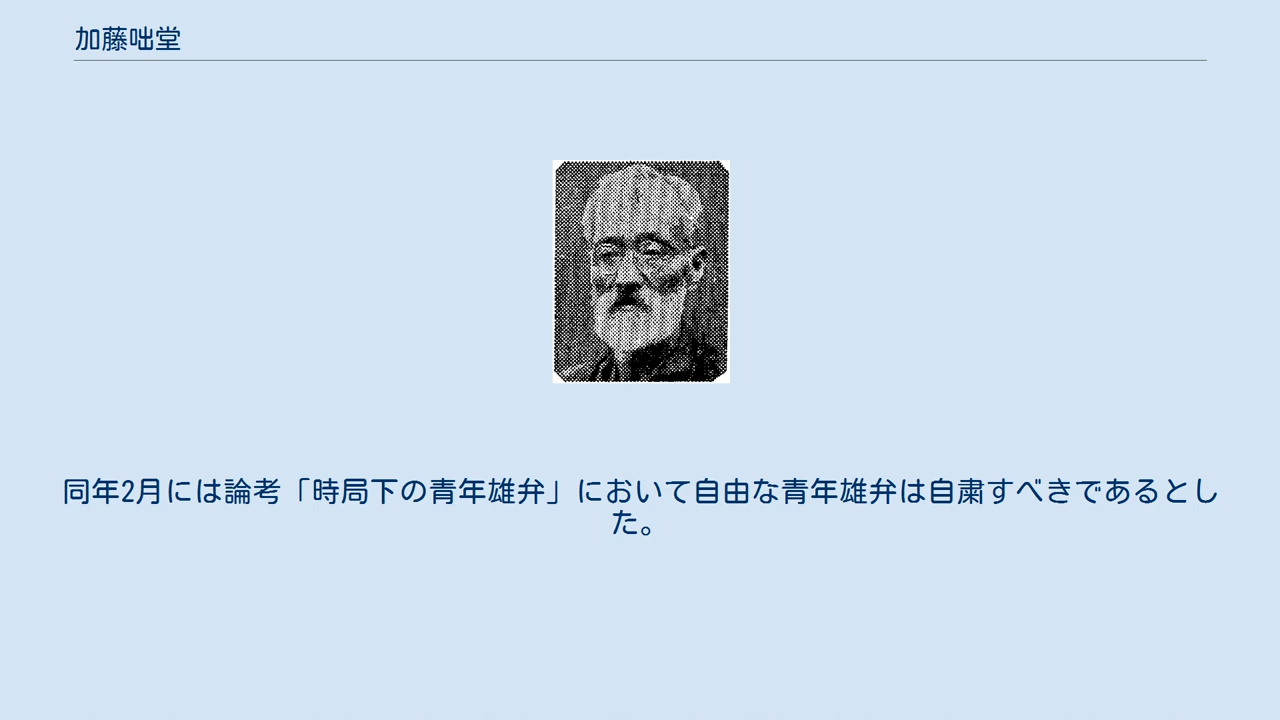 加藤咄堂
同年2月には論考「時局下の青年雄弁」において自由な青年雄弁は自粛すべきであるとし
た。